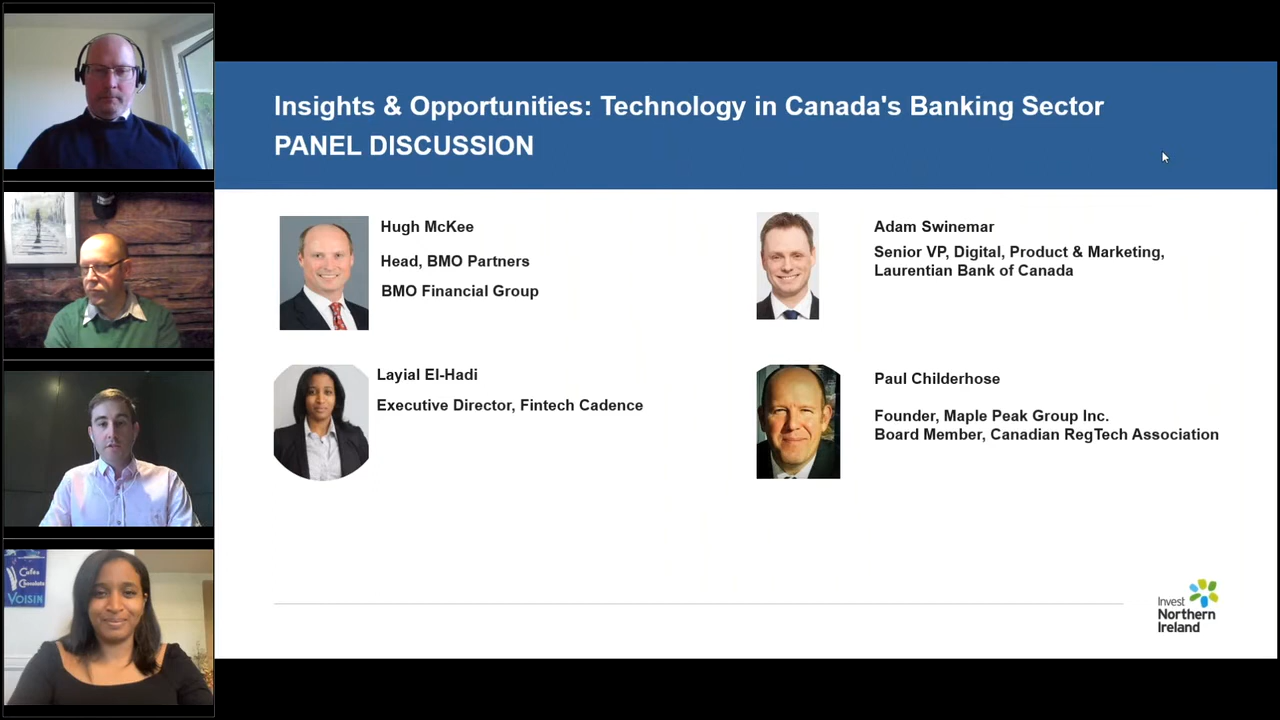 Insights & Opportunities: Technology in Canada's Banking Sector
PANEL DISCUSSION
Hugh McKee
Head, BMO Partners
BMO Financial Group
Adam Swinemar
Senior VP, Digital, Product & Marketing,
Laurentian Bank of Canada
Layial El-Hadi
Executive Director, Fintech Cadence
Paul Childerhose
Founder, Maple Peak Group Inc.
Board Member, Canadian RegTech Association
VOISIN
Invest
Northern
Ireland